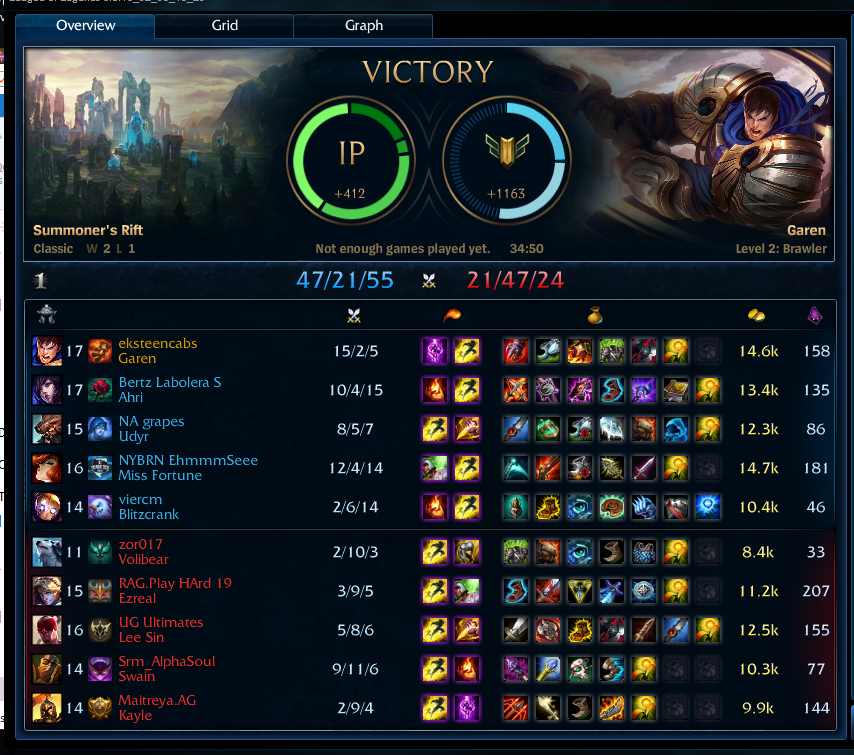 Overview Grid Graph
VICTORY
IP
+412
+1163
Summoner's Rift
Garen
Classic W 2 L 1
Not enough games played yet. 34:50
Level 2: Brawler
1 47/21/55 21/47/24
17 eksteencabs 15/2/5 14.6k 158
Garen
17 Bertz Labolera S 10/4/15 13.4k 135
Ahri
15 NA grapes 8/5/7 12.3k 86
Udyr
16 NYBRN EhmmmSeee 12/4/14 14.7k 181
Miss Fortune
14 viercm 2/6/14 10.4k 46
Blitzcrank
11 zor017 2/10/3 8.4k 33
Volibear
15 RAG.Play HArd 19 3/9/5 11.2k 207
Ezreal
16 UG Ultimates 5/8/6 12.5k 155
Lee Sin
14 Srm_AlphaSoul 9/11/6 10.3k 77
Swain
14 Maitreya.AG 2/9/4 9.9k 144
Kayle